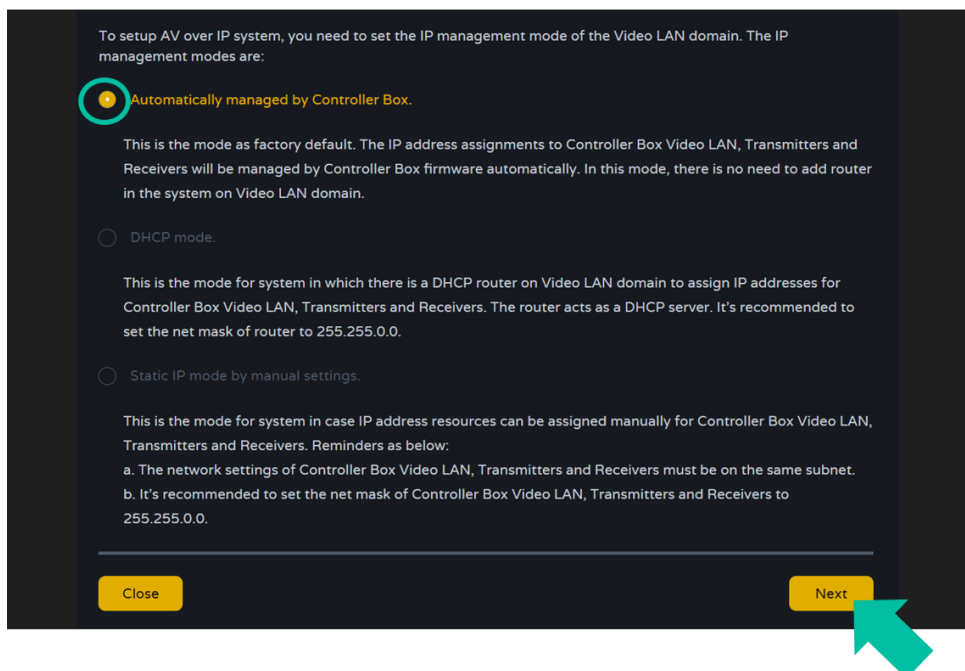 To setup AV over IP system, you need to set the IP management mode of the Video LAN domain. The IP
management modes are:
Automatically managed by Controller Box.
This is the mode as factory default. The IP address assignments to Controller Box Video LAN, Transmitters and
Receivers will be managed by Controller Box firmware automatically. In this mode, there is no need to add router
in the system on Video LAN domain.
DHCP mode.
This is the mode for system in which there is a DHCP router on Video LAN domain to assign IP addresses for
Controller Box Video LAN, Transmitters and Receivers. The router acts as a DHCP server. It's recommended to
set the net mask of router to 255.255.0.0.
Static IP mode by manual settings.
This is the mode for system in case IP address resources can be assigned manually for Controller Box Video LAN,
Transmitters and Receivers. Reminders as below:
a. The network settings of Controller Box Video LAN, Transmitters and Receivers must be on the same subnet.
b. It's recommended to set the net mask of Controller Box Video LAN, Transmitters and Receivers to
255.255.0.0.
Close
Next